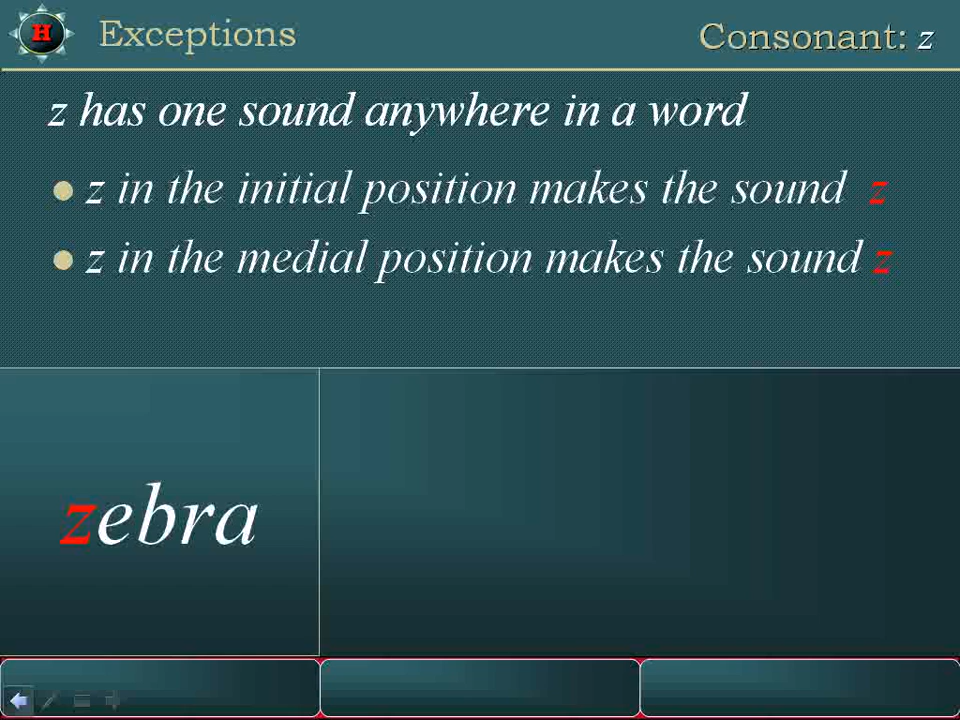 H
Exceptions
Consonant: z
z has one sound anywhere in a word
z in the initial position makes the sound z
z in the medial position makes the sound z
zebra